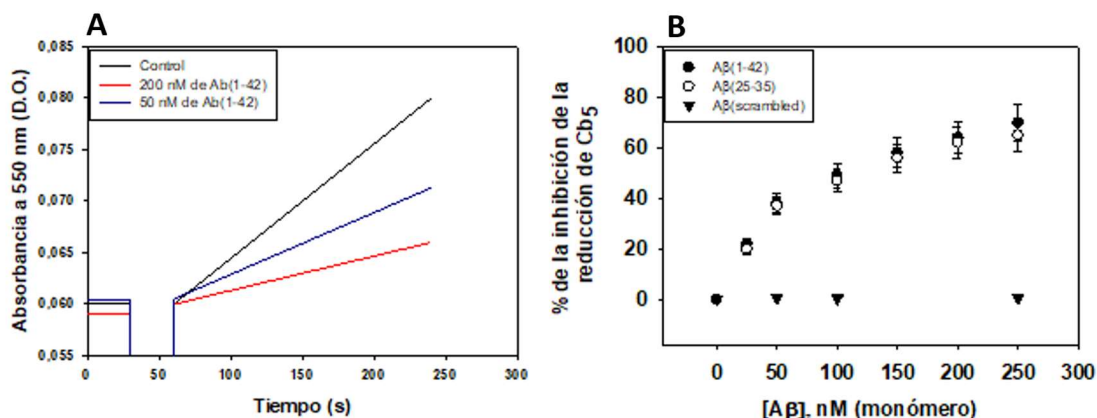 A
Absorbancia a 550 nm (D.O.)
0,085
0,080
0,075
0,070
0,065
0,060
0,055
Control
200 nM de Ab(1-42)
50 nM de Ab(1-42)
0 50 100 150 200 250 300
Tiempo (s)
B
% de la inhibición de la
reducción de Cb5
100
80
60
40
20
0
Aβ(1-42)
Aβ(25-35)
Aβ(scrambled)
0 50 100 150 200 250 300
[Aβ], nM (monómero)